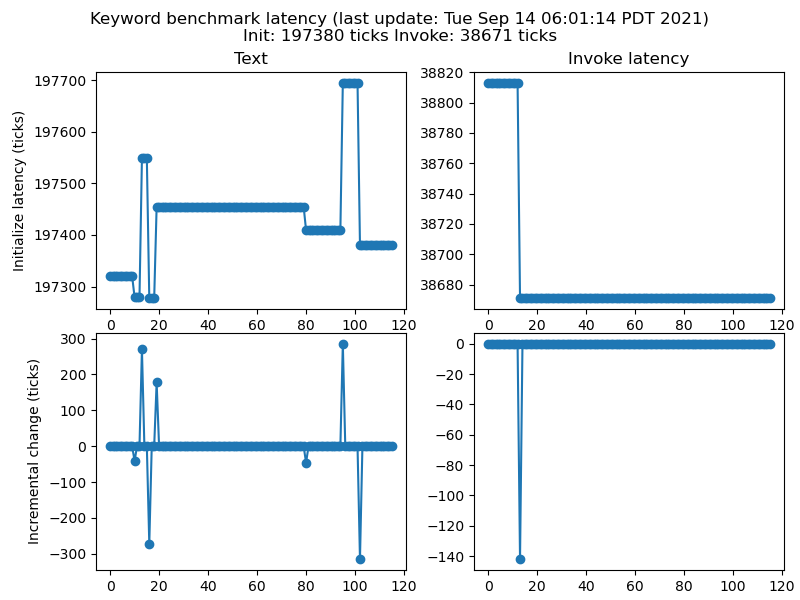 Keyword benchmark latency (last update: Tue Sep 14 06:01:14 PDT 2021)
Init: 197380 ticks Invoke: 38671 ticks
Text
Initialize latency (ticks)
197700
197600
197500
197400
197300
0 20 40 60 80 100 120
Invoke latency
38820
38800
38780
38760
38740
38720
38700
38680
0 20 40 60 80 100 120
Incremental change (ticks)
300
200
100
0
−100
−200
−300
0 20 40 60 80 100 120
0
−20
−40
−60
−80
−100
−120
−140
0 20 40 60 80 100 120